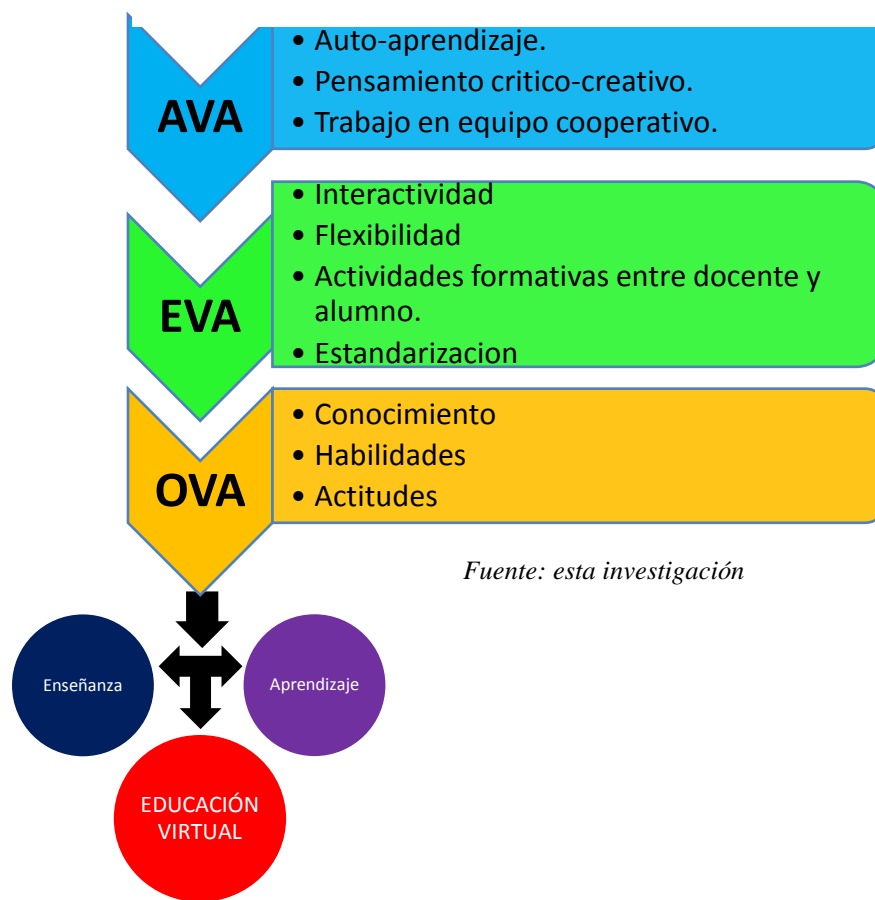 • Auto-aprendizaje.
• Pensamiento critico-creativo.
• Trabajo en equipo cooperativo.
AVA
• Interactividad
• Flexibilidad
• Actividades formativas entre docente y
alumno.
• Estandarizacion
EVA
• Conocimiento
• Habilidades
• Actitudes
OVA
Fuente: esta investigación
Enseñanza
Aprendizaje
EDUCACIÓN
VIRTUAL